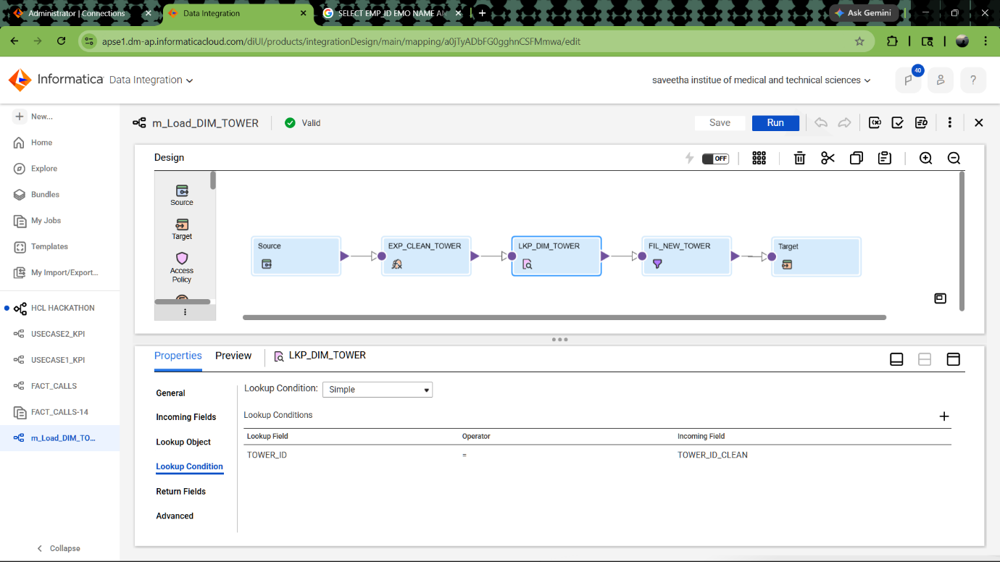 Administrator | Connections
Data Integration
SELECT EMP_ID EMO NAME AN
Ask Gemini
apse1.dm-ap.informaticacloud.com/diUI/products/integrationDesign/main/mapping/a0jTyADbFG0gghnCSFMmwa/edit
Informatica Data Integration
saveetha institue of medical and technical sciences
40
?
New...
Home
Explore
Bundles
My Jobs
Templates
My Import/Export...
HCL HACKATHON
USECASE2_KPI
USECASE1_KPI
FACT_CALLS
FACT_CALLS-14
m_Load_DIM_TO...
Collapse
m_Load_DIM_TOWER
Valid
Save
Run
Design
OFF
Source
Target
Access
Policy
Source
EXP_CLEAN_TOWER
LKP_DIM_TOWER
FIL_NEW_TOWER
Target
Properties
Preview
LKP_DIM_TOWER
General
Incoming Fields
Lookup Object
Lookup Condition
Return Fields
Advanced
Lookup Condition: Simple
Lookup Conditions
Lookup Field Operator Incoming Field
TOWER_ID = TOWER_ID_CLEAN